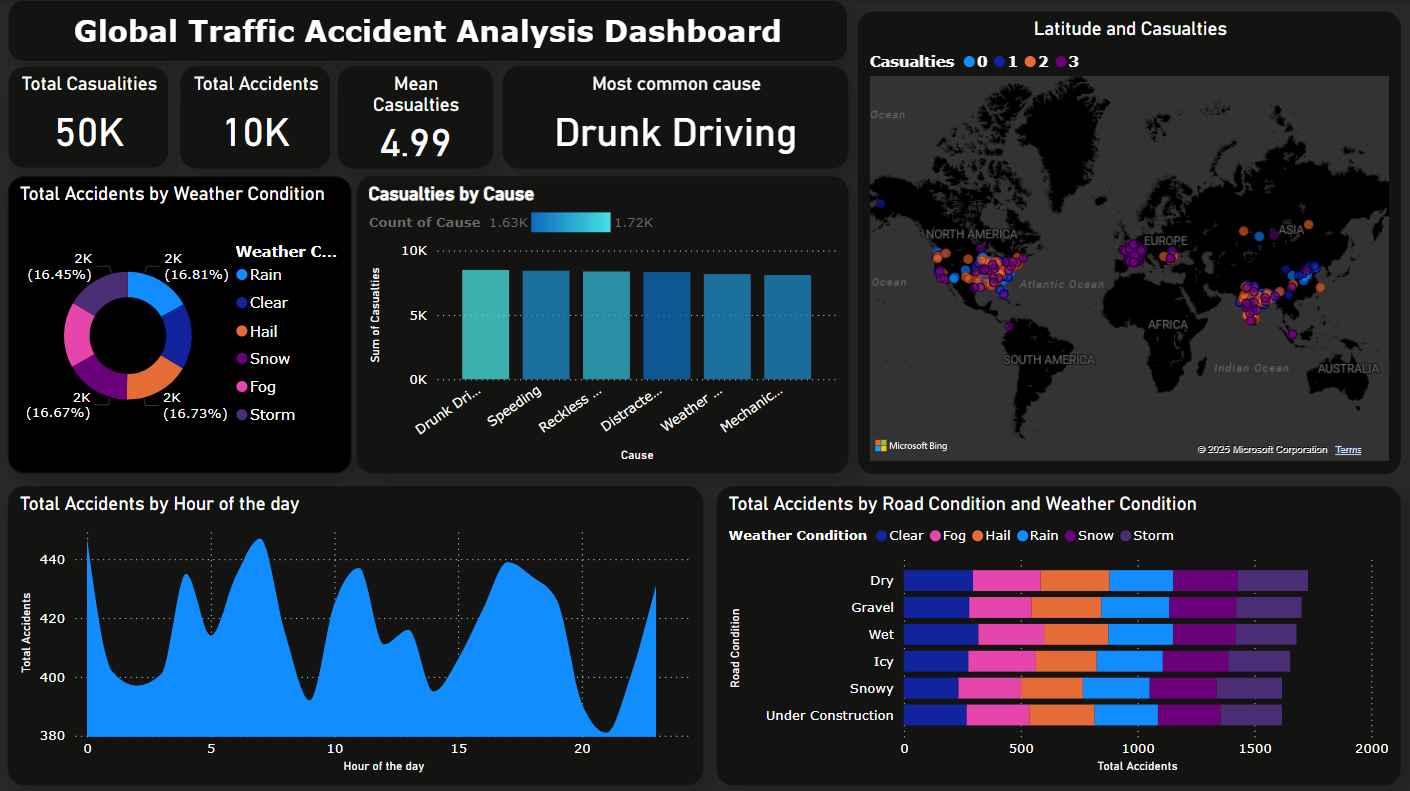 Global Traffic Accident Analysis Dashboard
Total Casualities
50K
Total Accidents
10K
Mean
Casualties
4.99
Most common cause
Drunk Driving
Latitude and Casualties
Casualties 0 1 2 3
Ocean
NORTH AMERICA
EUROPE
ASIA
Ocean
Atlantic Ocean
AFRICA
SOUTH AMERICA
Indian Ocean
AUSTRALIA
Microsoft Bing
© 2025 Microsoft Corporation Terms
Total Accidents by Weather Condition
2K
(16.45%)
2K
(16.81%)
2K
(16.67%)
2K
(16.73%)
Weather C...
Rain
Clear
Hail
Snow
Fog
Storm
Casualties by Cause
Count of Cause 1.63K 1.72K
Sum of Casualties
10K
5K
0K
Drunk Dri...
Speeding
Reckless ...
Distracte...
Weather ...
Mechanic...
Cause
Total Accidents by Hour of the day
Total Accidents
440
420
400
380
0 5 10 15 20
Hour of the day
Total Accidents by Road Condition and Weather Condition
Weather Condition Clear Fog Hail Rain Snow Storm
Road Condition
Dry
Gravel
Wet
Icy
Snowy
Under Construction
0 500 1000 1500 2000
Total Accidents